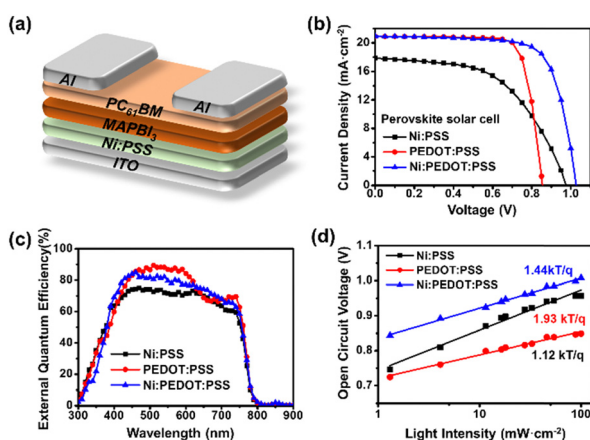 (a)
Al
Al
PC61BM
MAPBI3
Ni:PSS
ITO
(b)
Current Density (mA·cm-2)
24
20
16
12
8
4
0
Perovskite solar cell
Ni:PSS
PEDOT:PSS
Ni:PEDOT:PSS
0.0 0.2 0.4 0.6 0.8 1.0
Voltage (V)
(c)
External Quantum Efficiency(%)
100
80
60
40
20
0
Ni:PSS
PEDOT:PSS
Ni:PEDOT:PSS
300 400 500 600 700 800 900
Wavelength (nm)
(d)
Open Circuit Voltage (V)
1.1
1.0
0.9
0.8
0.7
0.6
Ni:PSS
PEDOT:PSS
Ni:PEDOT:PSS
1.44kT/q
1.93 kT/q
1.12 kT/q
1 10 100
Light Intensity (mW·cm-2)